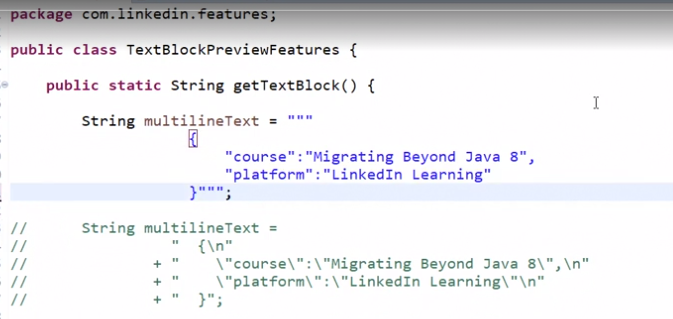 package com.linkedin.features;
public class TextBlockPreviewFeatures {
public static String getTextBlock() {
String multilineText = """
{
"course":"Migrating Beyond Java 8",
"platform":"LinkedIn Learning"
}""";
// String multilineText =
// " {\n"
// + " \"course\":\"Migrating Beyond Java 8\",\n"
// + " \"platform\":\"LinkedIn Learning\"\n"
// + " }";